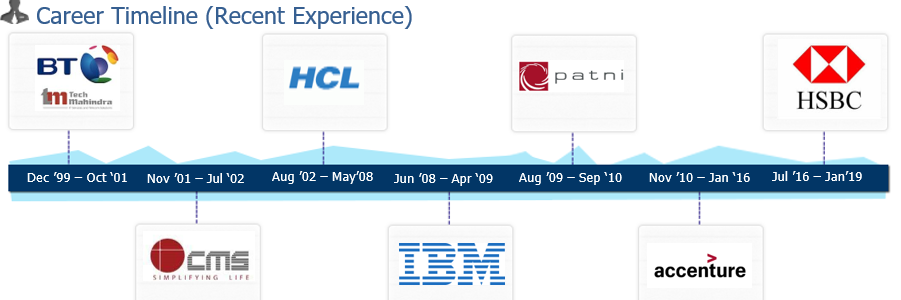 Career Timeline (Recent Experience)
BT
Tech
Mahindra
HCL
patni
HSBC
Dec ’99 – Oct ‘01
Nov ’01 – Jul ‘02
Aug ’02 – May’08
Jun ’08 – Apr ‘09
Aug ’09 – Sep ‘10
Nov ’10 – Jan ‘16
Jul ’16 – Jan’19
CMS
SIMPLIFYING LIFE
IBM
accenture